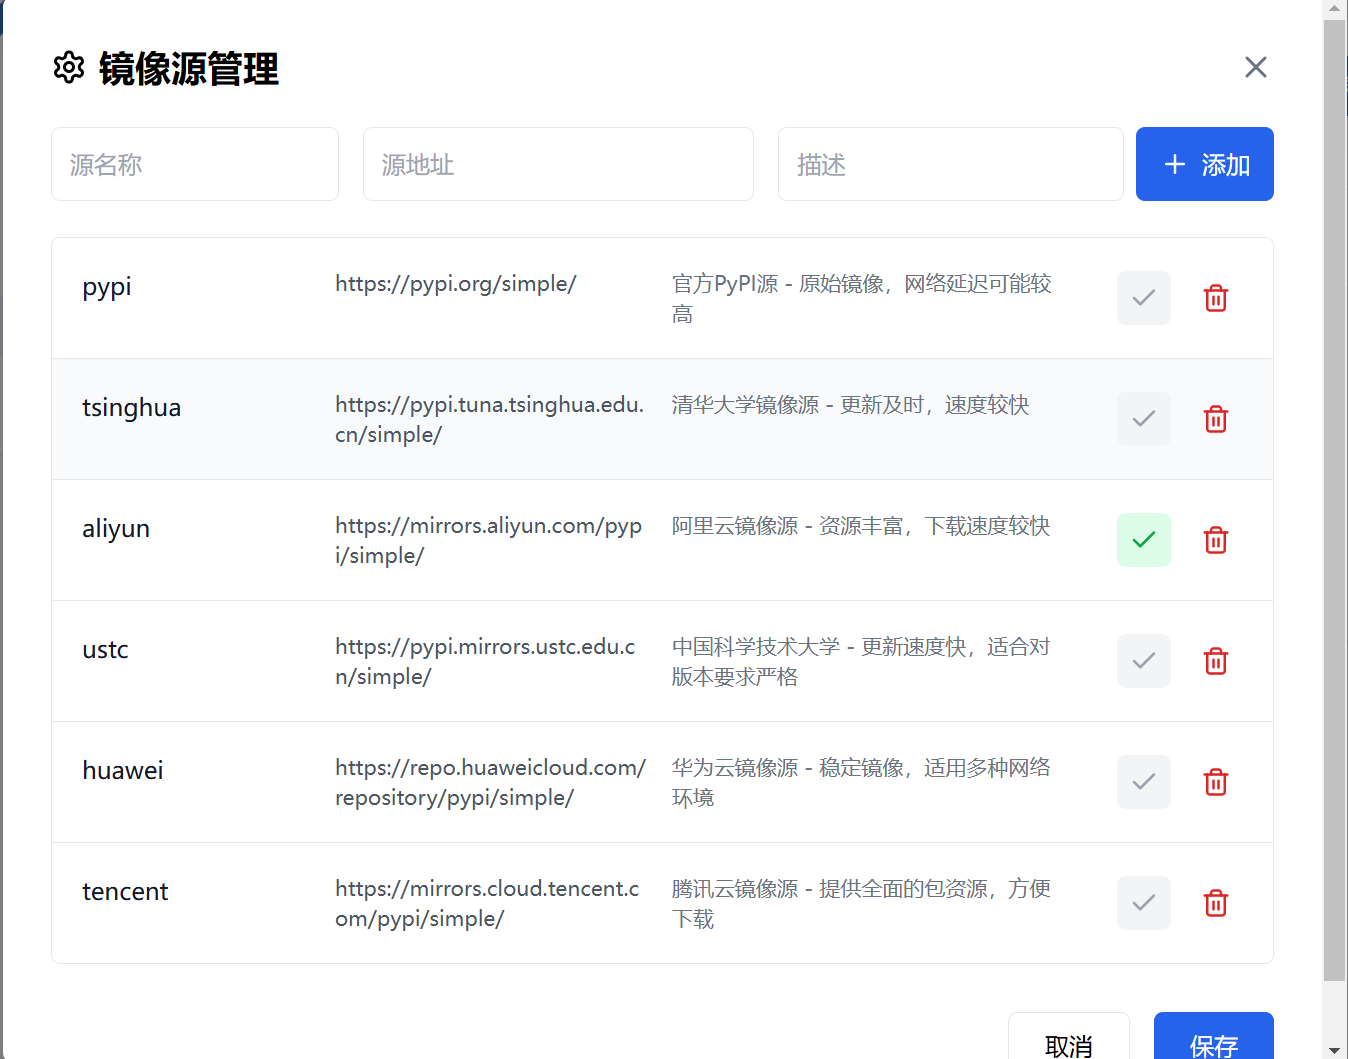 镜像源管理
源名称 源地址 描述 添加
pypi https://pypi.org/simple/ 官方PyPI源 - 原始镜像，网络延迟可能较
高
tsinghua https://pypi.tuna.tsinghua.edu. 清华大学镜像源 - 更新及时，速度较快
cn/simple/
aliyun https://mirrors.aliyun.com/pyp 阿里云镜像源 - 资源丰富，下载速度较快
i/simple/
ustc https://pypi.mirrors.ustc.edu.c 中国科学技术大学 - 更新速度快，适合对
n/simple/ 版本要求严格
huawei https://repo.huaweicloud.com/ 华为云镜像源 - 稳定镜像，适用多种网络
repository/pypi/simple/ 环境
tencent https://mirrors.cloud.tencent.c 腾讯云镜像源 - 提供全面的包资源，方便
om/pypi/simple/ 下载
取消 保存